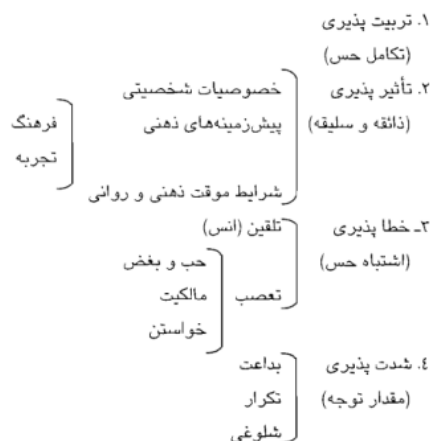 ۱. تربیت پذیری
(تکامل حس)
۲. تأثیر پذیری
(ذائقه و سلیقه)
خصوصیات شخصیتی
پیش‌زمینه‌های ذهنی
فرهنگ
تجربه
شرایط موقت ذهنی و روانی
۳ـ خطا پذیری
(اشتباه حس)
تلقین (انس)
تعصب
حب و بغض
مالکیت
خواستن
٤. شدت پذیری
(مقدار توجه)
بداعت
تکرار
شلوغی